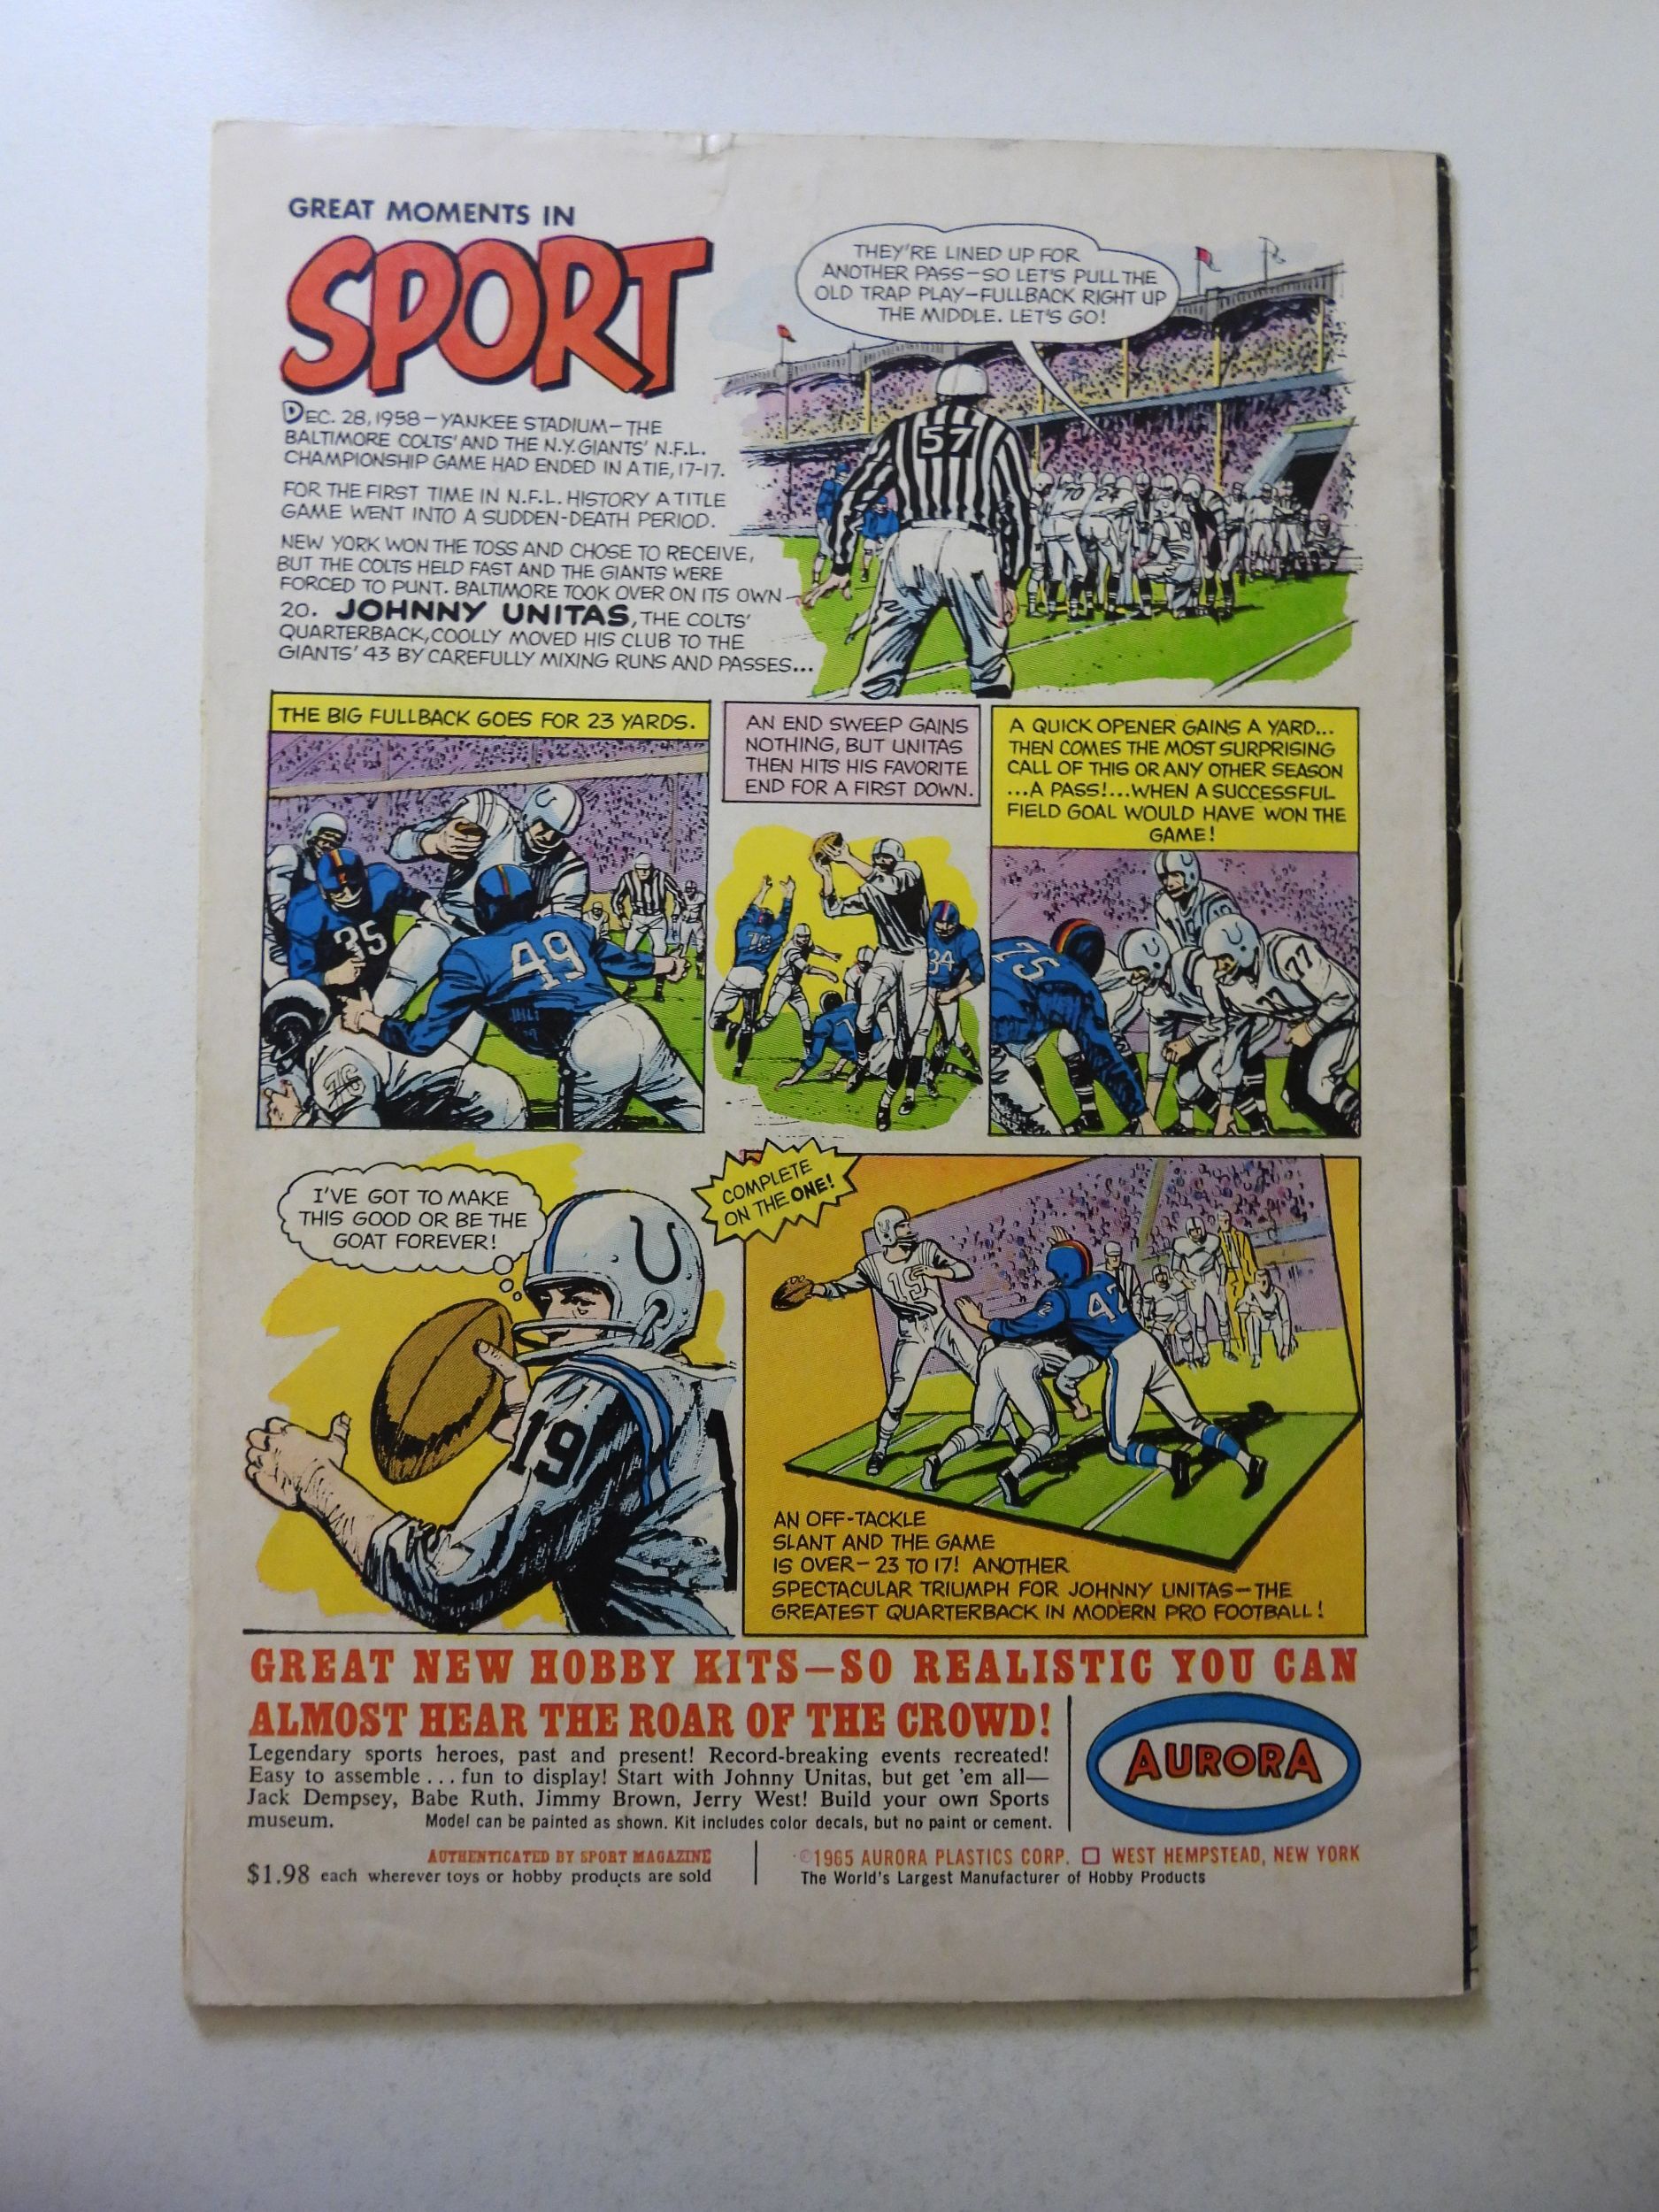 GREAT MOMENTS IN
SPORT
DEC. 28, 1958 – YANKEE STADIUM – THE
BALTIMORE COLTS' AND THE N.Y. GIANTS' N.F.L.
CHAMPIONSHIP GAME HAD ENDED IN A TIE, 17-17.
FOR THE FIRST TIME IN N.F.L. HISTORY A TITLE
GAME WENT INTO A SUDDEN-DEATH PERIOD.
NEW YORK WON THE TOSS AND CHOSE TO RECEIVE,
BUT THE COLTS HELD FAST AND THE GIANTS WERE
FORCED TO PUNT. BALTIMORE TOOK OVER ON ITS OWN
20. JOHNNY UNITAS, THE COLTS'
QUARTERBACK, COOLLY MOVED HIS CLUB TO THE
GIANTS' 43 BY CAREFULLY MIXING RUNS AND PASSES...
THEY'RE LINED UP FOR
ANOTHER PASS–SO LET'S PULL THE
OLD TRAP PLAY–FULLBACK RIGHT UP
THE MIDDLE. LET'S GO!
57
70
24
THE BIG FULLBACK GOES FOR 23 YARDS.
35
49
76
AN END SWEEP GAINS
NOTHING, BUT UNITAS
THEN HITS HIS FAVORITE
END FOR A FIRST DOWN.
84
A QUICK OPENER GAINS A YARD...
THEN COMES THE MOST SURPRISING
CALL OF THIS OR ANY OTHER SEASON
...A PASS!...WHEN A SUCCESSFUL
FIELD GOAL WOULD HAVE WON THE
GAME!
75
19
77
77
I'VE GOT TO MAKE
THIS GOOD OR BE THE
GOAT FOREVER!
19
COMPLETE
ON THE ONE!
19
42
AN OFF-TACKLE
SLANT AND THE GAME
IS OVER– 23 TO 17! ANOTHER
SPECTACULAR TRIUMPH FOR JOHNNY UNITAS–THE
GREATEST QUARTERBACK IN MODERN PRO FOOTBALL!
GREAT NEW HOBBY KITS–SO REALISTIC YOU CAN
ALMOST HEAR THE ROAR OF THE CROWD!
Legendary sports heroes, past and present! Record-breaking events recreated!
Easy to assemble...fun to display! Start with Johnny Unitas, but get 'em all—
Jack Dempsey, Babe Ruth, Jimmy Brown, Jerry West! Build your own Sports
museum. Model can be painted as shown. Kit includes color decals, but no paint or cement.
AURORA
AUTHENTICATED BY SPORT MAGAZINE
$1.98 each wherever toys or hobby products are sold
©1965 AURORA PLASTICS CORP. □ WEST HEMPSTEAD, NEW YORK
The World's Largest Manufacturer of Hobby Products